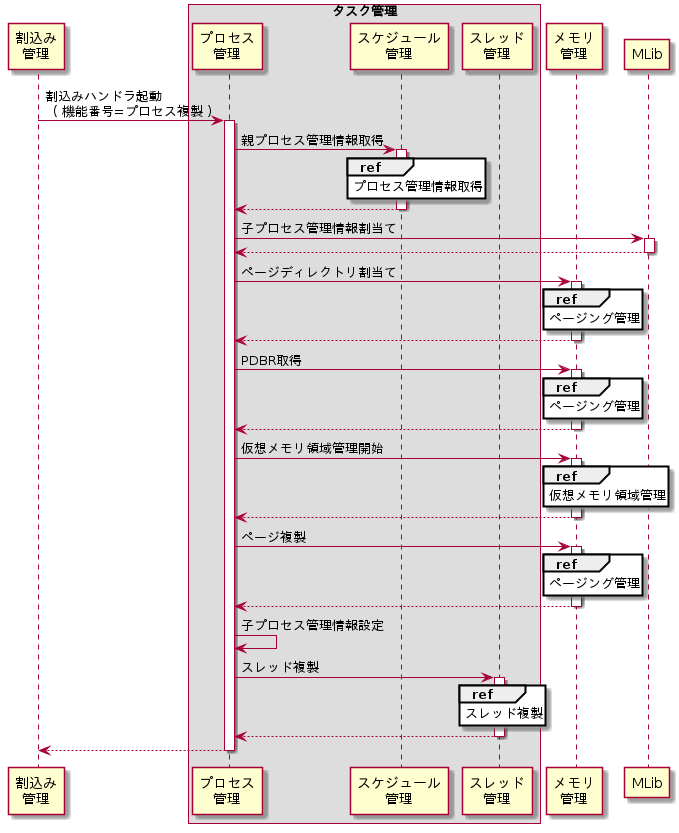 タスク管理
割込み
管理
プロセス
管理
スケジュール
管理
スレッド
管理
メモリ
管理
MLib
割込みハンドラ起動
（機能番号＝プロセス複製）
親プロセス管理情報取得
ref
プロセス管理情報取得
子プロセス管理情報割当て
ページディレクトリ割当て
ref
ページング管理
PDBR取得
ref
ページング管理
仮想メモリ領域管理開始
ref
仮想メモリ領域管理
ページ複製
ref
ページング管理
子プロセス管理情報設定
スレッド複製
ref
スレッド複製
割込み
管理
プロセス
管理
スケジュール
管理
スレッド
管理
メモリ
管理
MLib